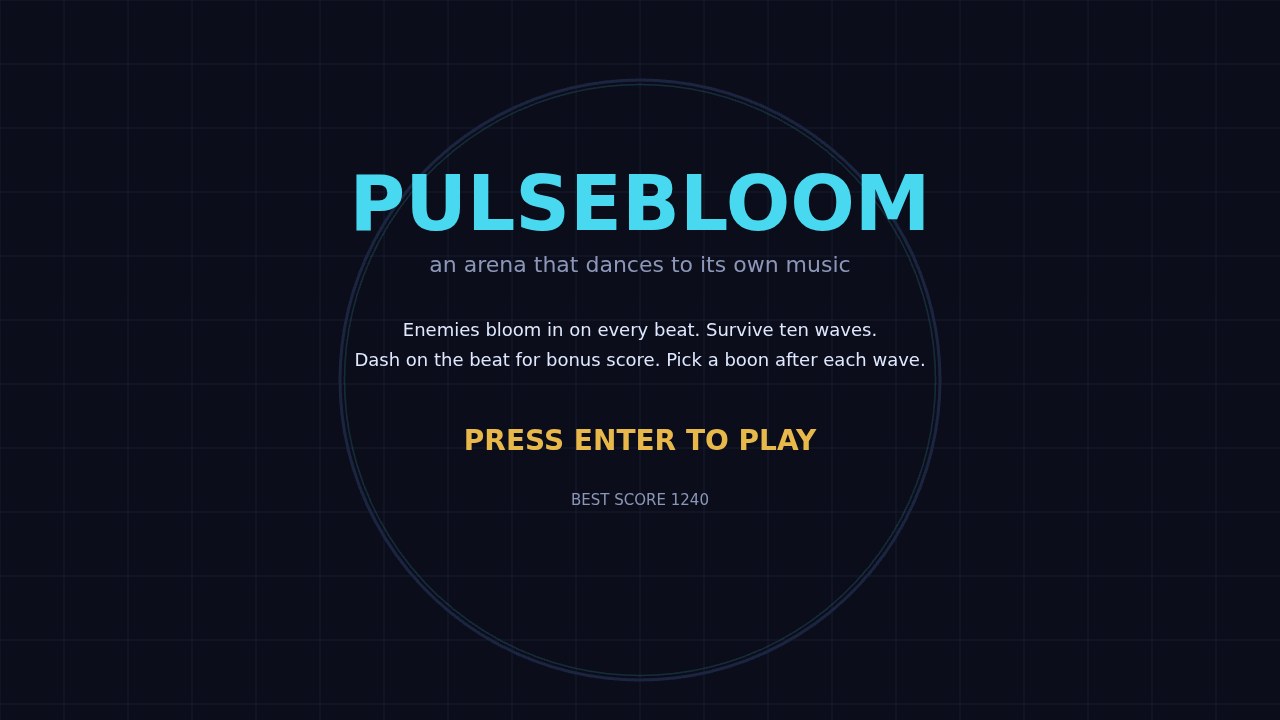 PULSEBLOOM
an arena that dances to its own music
Enemies bloom in on every beat. Survive ten waves.
Dash on the beat for bonus score. Pick a boon after each wave.
PRESS ENTER TO PLAY
BEST SCORE 1240